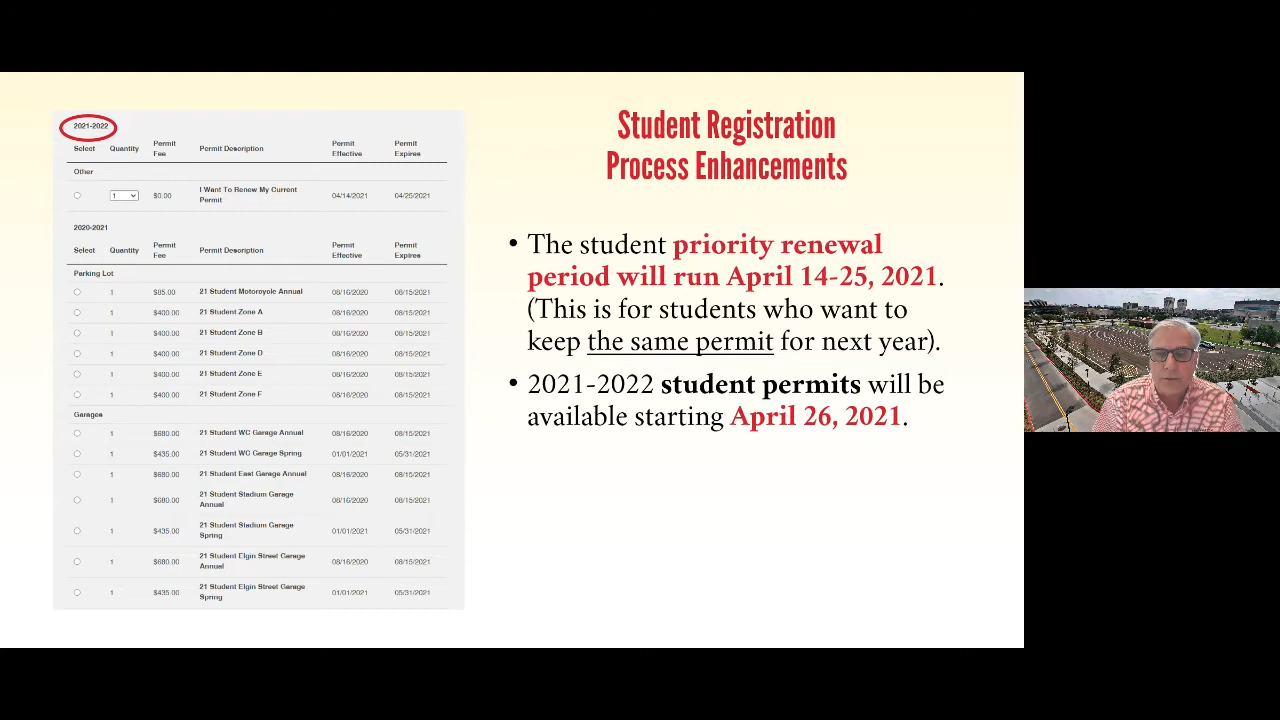 2021-2022
Select Quantity Permit Fee Permit Description Permit Effective Permit Expires
Other
1 $0.00 I Want To Renew My Current Permit 04/14/2021 04/25/2021
2020-2021
Select Quantity Permit Fee Permit Description Permit Effective Permit Expires
Parking Lot
1 $85.00 21 Student Motorcycle Annual 08/16/2020 08/15/2021
1 $400.00 21 Student Zone A 08/16/2020 08/15/2021
1 $400.00 21 Student Zone B 08/16/2020 08/15/2021
1 $400.00 21 Student Zone D 08/16/2020 08/15/2021
1 $400.00 21 Student Zone E 08/16/2020 08/15/2021
1 $400.00 21 Student Zone F 08/16/2020 08/15/2021
Garages
1 $680.00 21 Student WC Garage Annual 08/16/2020 08/15/2021
1 $435.00 21 Student WC Garage Spring 01/01/2021 05/31/2021
1 $680.00 21 Student East Garage Annual 08/16/2020 08/15/2021
1 $680.00 21 Student Stadium Garage Annual 08/16/2020 08/15/2021
1 $435.00 21 Student Stadium Garage Spring 01/01/2021 05/31/2021
1 $680.00 21 Student Elgin Street Garage Annual 08/16/2020 08/15/2021
1 $435.00 21 Student Elgin Street Garage Spring 01/01/2021 05/31/2021
Student Registration
Process Enhancements
• The student priority renewal
period will run April 14-25, 2021.
(This is for students who want to
keep the same permit for next year).
• 2021-2022 student permits will be
available starting April 26, 2021.